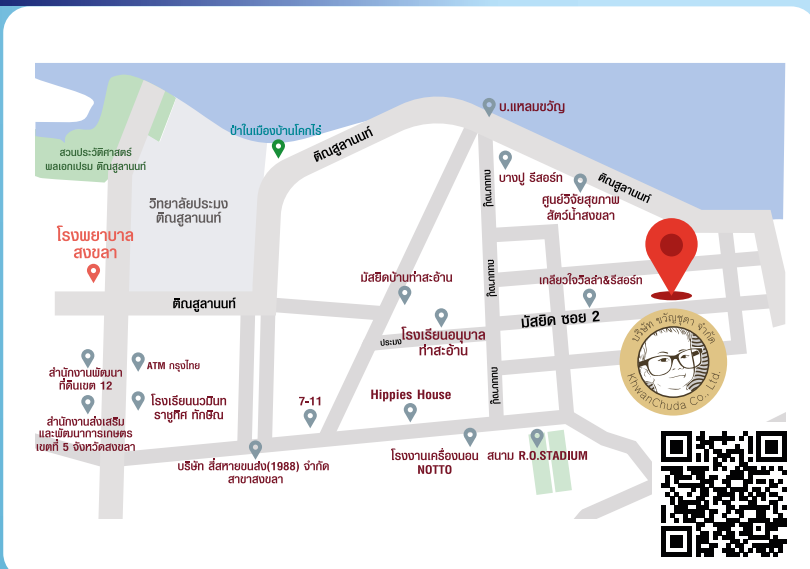 บ.แหลมขวัญ
ป่าในเมืองบ้านโคกไร่
ติณสูลานนท์
สวนประวัติศาสตร์
พลเอกเปรม ติณสูลานนท์
บางปู รีสอร์ท
ติณสูลานนท์
ถนนบาตูปูเต๊ะ
ศูนย์วิจัยสุขภาพ
สัตว์น้ำสงขลา
วิทยาลัยประมง
ติณสูลานนท์
โรงพยาบาล
สงขลา
มัสยิดบ้านท่าสะอ้าน
เกลียวใจวิลล่า&รีสอร์ท
ติณสูลานนท์
มัสยิด ซอย 2
ประมง
โรงเรียนอนุบาล
ท่าสะอ้าน
บริษัท ขวัญชุดา จำกัด
KhwanChuda Co., Ltd.
สำนักงานพัฒนา
ที่ดินเขต 12
ATM กรุงไทย
โรงเรียนนวมินท
ราชูทิศ ทักษิณ
7-11
Hippies House
สำนักงานส่งเสริม
และพัฒนาการเกษตร
เขตที่ 5 จังหวัดสงขลา
บริษัท สี่สหายขนส่ง(1988) จำกัด
สาขาสงขลา
โรงงานเครื่องนอน
NOTTO
สนาม R.O.STADIUM